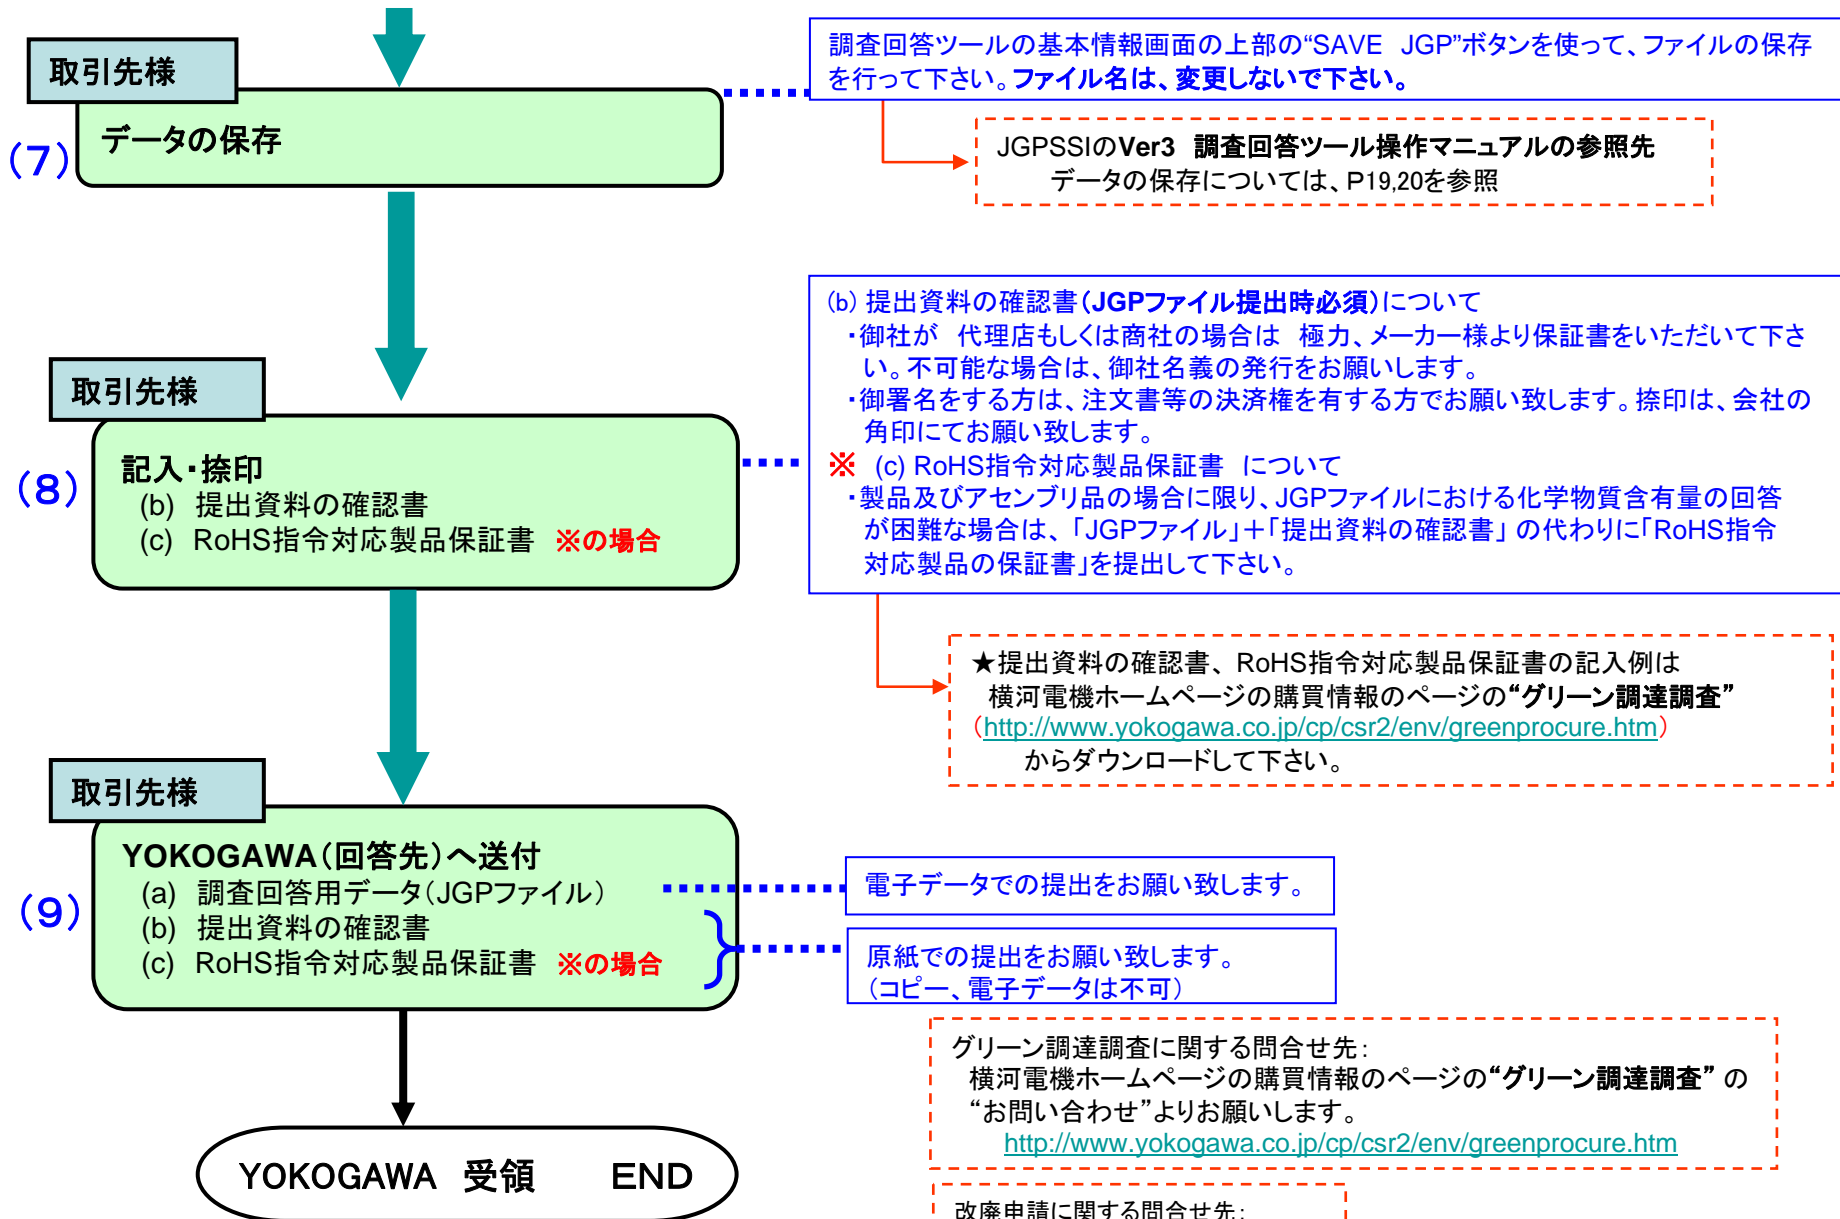 取引先様
(7)
データの保存
調査回答ツールの基本情報画面の上部の“SAVE JGP”ボタンを使って、ファイルの保存
を行って下さい。ファイル名は、変更しないで下さい。
JGPSSIのVer3 調査回答ツール操作マニュアルの参照先
データの保存については、P19,20を参照
取引先様
(8)
記入・捺印
(b) 提出資料の確認書
(c) RoHS指令対応製品保証書 ※の場合
(b) 提出資料の確認書(JGPファイル提出時必須)について
・御社が 代理店もしくは商社の場合は 極力、メーカー様より保証書をいただいて下さ
い。不可能な場合は、御社名義の発行をお願いします。
・御署名をする方は、注文書等の決済権を有する方でお願い致します。捺印は、会社の
角印にてお願い致します。
※ (c) RoHS指令対応製品保証書 について
・製品及びアセンブリ品の場合に限り、JGPファイルにおける化学物質含有量の回答
が困難な場合は、「JGPファイル」+「提出資料の確認書」の代わりに「RoHS指令
対応製品の保証書」を提出して下さい。
★提出資料の確認書、RoHS指令対応製品保証書の記入例は
横河電機ホームページの購買情報のページの“グリーン調達調査”
(http://www.yokogawa.co.jp/cp/csr2/env/greenprocure.htm)
からダウンロードして下さい。
取引先様
(9)
YOKOGAWA(回答先)へ送付
(a) 調査回答用データ(JGPファイル)
(b) 提出資料の確認書
(c) RoHS指令対応製品保証書 ※の場合
電子データでの提出をお願い致します。
原紙での提出をお願い致します。
(コピー、電子データは不可)
グリーン調達調査に関する問合せ先:
横河電機ホームページの購買情報のページの“グリーン調達調査” の
“お問い合わせ”よりお願いします。
http://www.yokogawa.co.jp/cp/csr2/env/greenprocure.htm
YOKOGAWA 受領 END
改廃申請に関する問合せ先: